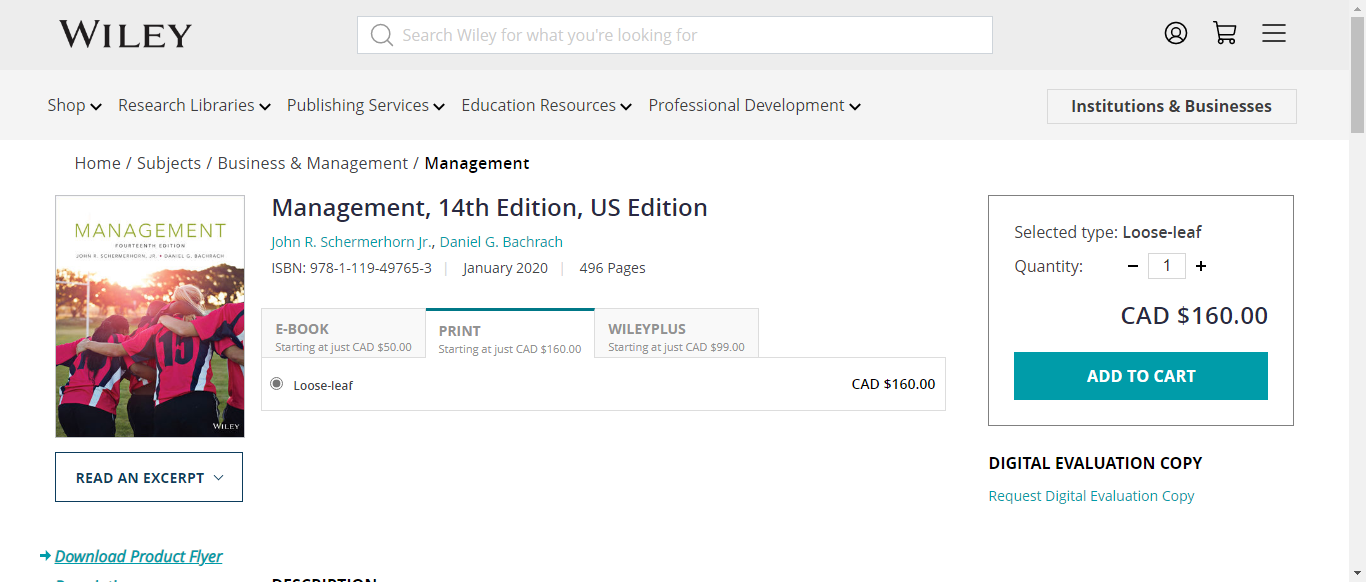 WILEY
Search Wiley for what you're looking for
Shop Research Libraries Publishing Services Education Resources Professional Development
Institutions & Businesses
Home / Subjects / Business & Management / Management
MANAGEMENT
FOURTEENTH EDITION
JOHN R. SCHERMERHORN, JR. • DANIEL G. BACHRACH
15
WILEY
READ AN EXCERPT
Download Product Flyer
Management, 14th Edition, US Edition
John R. Schermerhorn Jr., Daniel G. Bachrach
ISBN: 978-1-119-49765-3 | January 2020 | 496 Pages
E-BOOK
Starting at just CAD $50.00
PRINT
Starting at just CAD $160.00
WILEYPLUS
Starting at just CAD $99.00
Loose-leaf CAD $160.00
DESCRIPTION
Selected type: Loose-leaf
Quantity: − 1 +
CAD $160.00
ADD TO CART
DIGITAL EVALUATION COPY
Request Digital Evaluation Copy